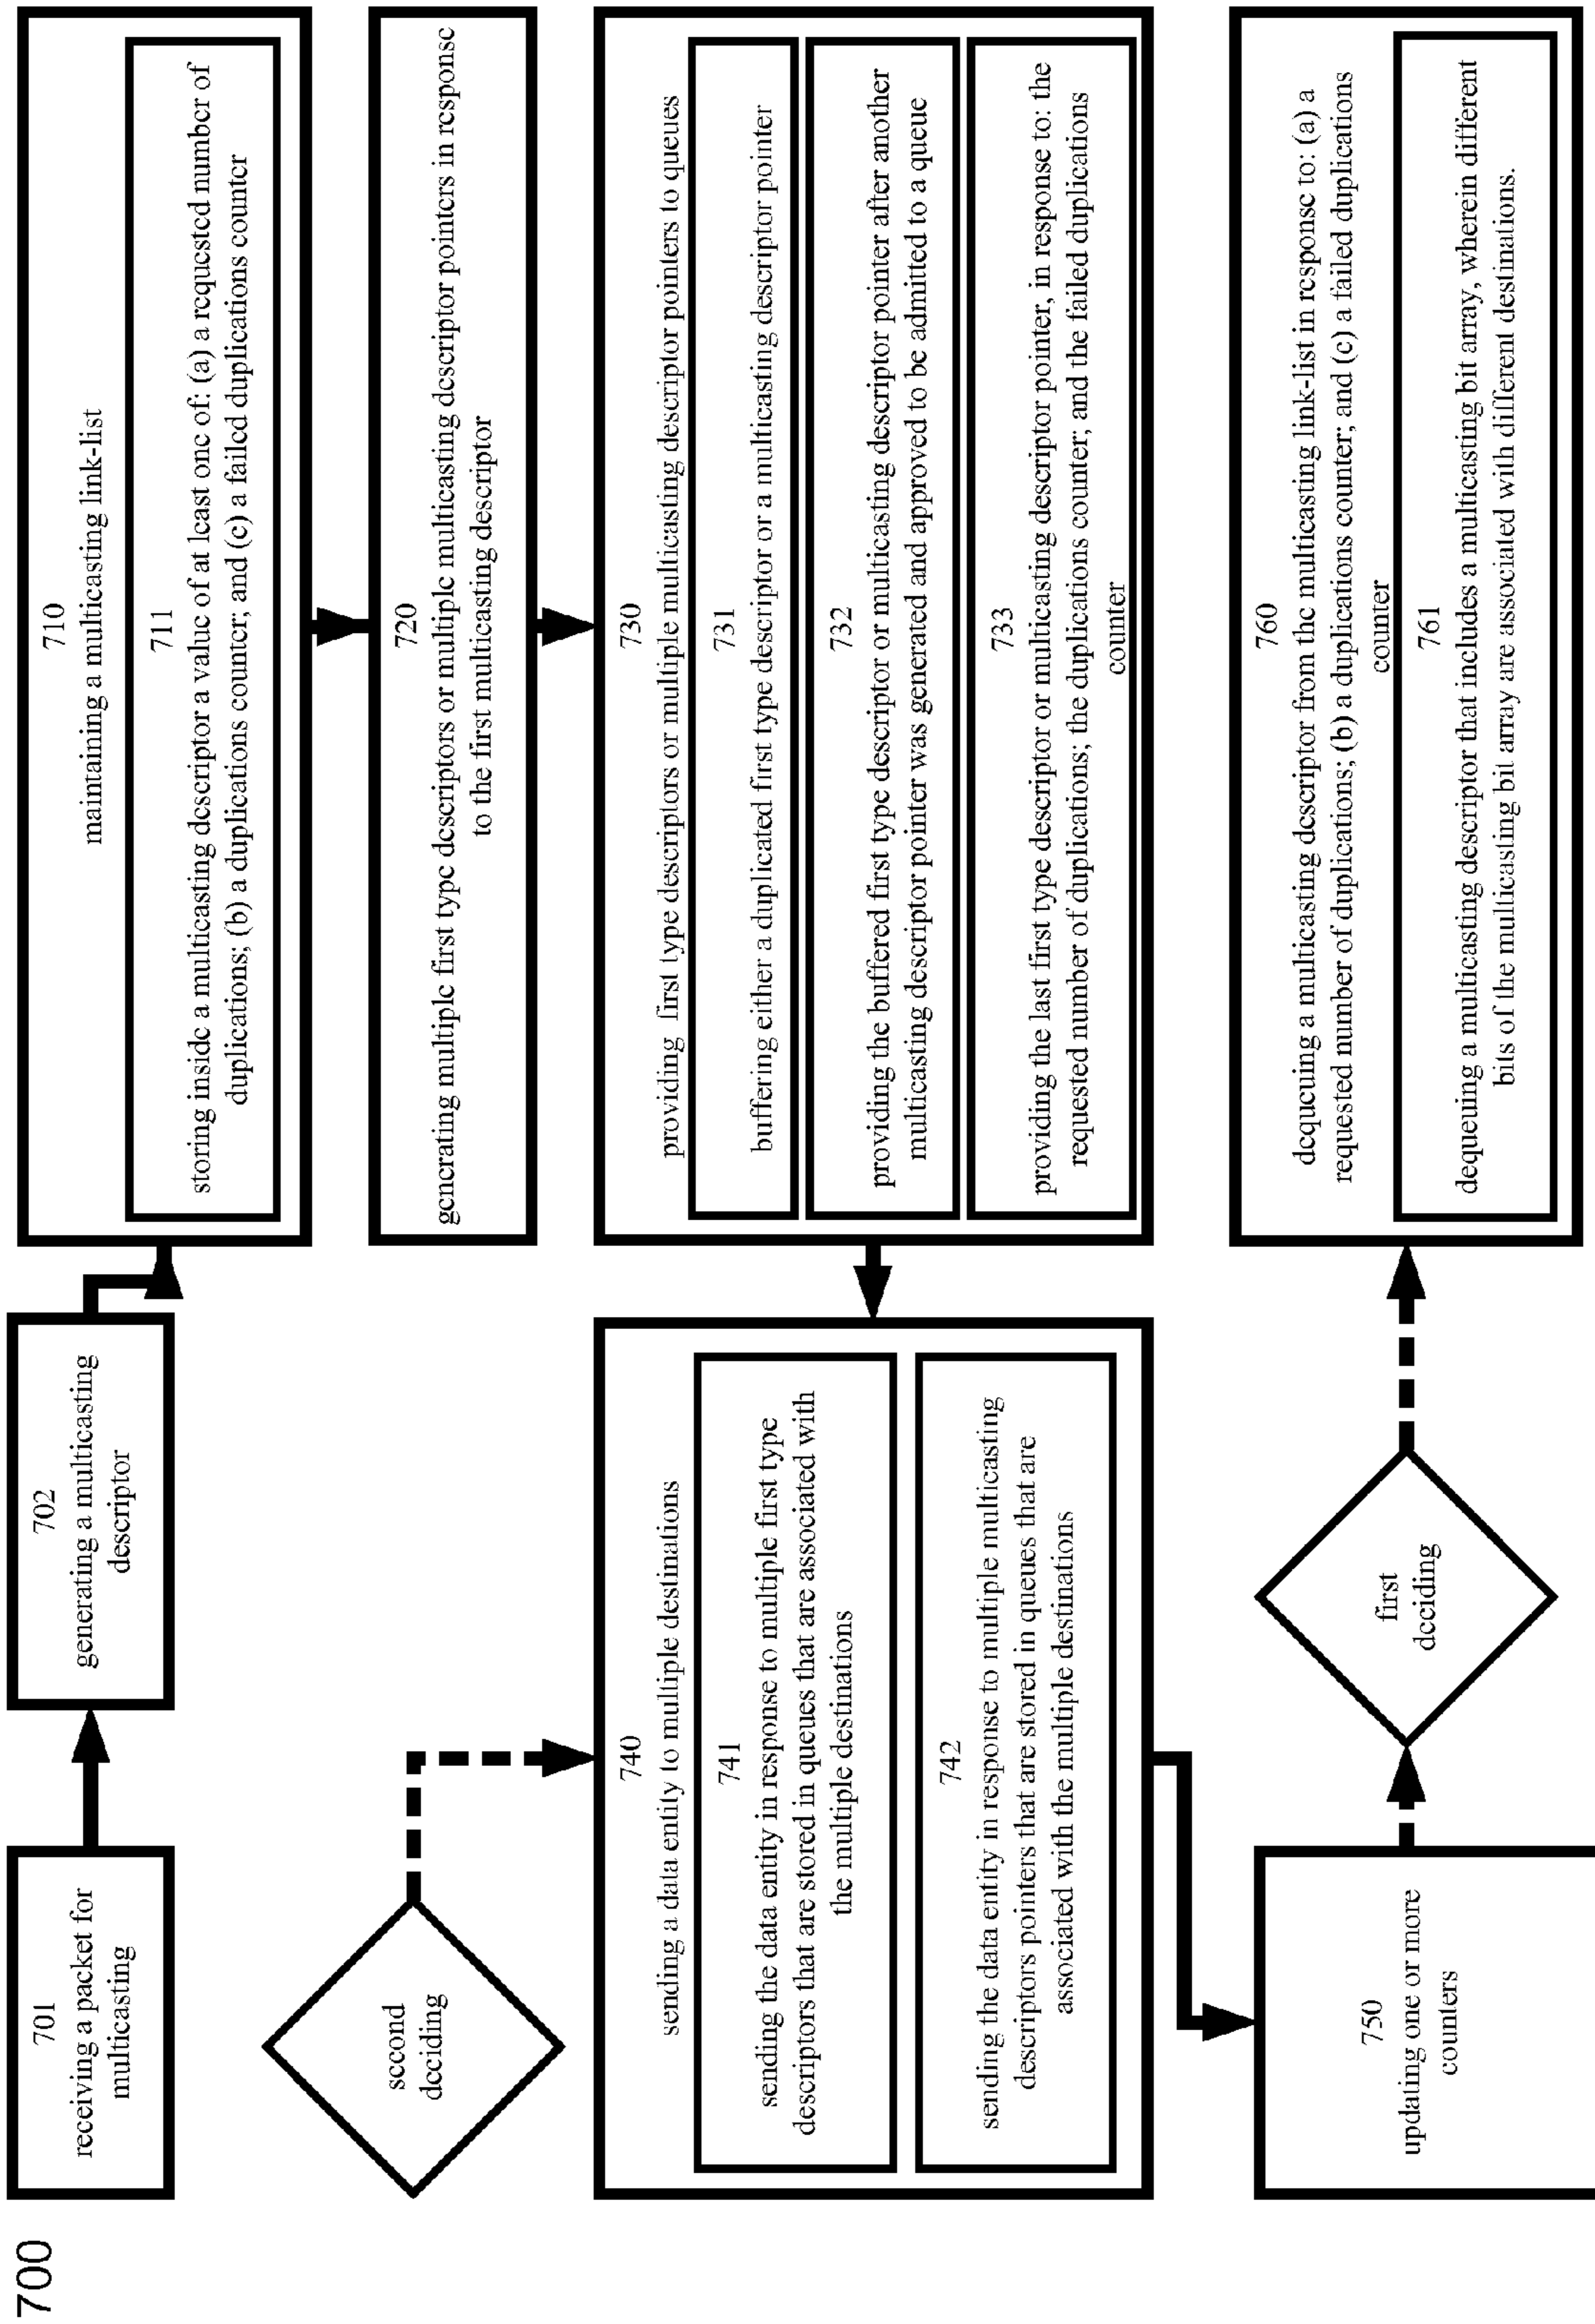 700
701
receiving a packet for
multicasting
702
generating a multicasting
descriptor
710
maintaining a multicasting link-list
711
storing inside a multicasting descriptor a value of at least one of: (a) a requested number of
duplications; (b) a duplications counter; and (c) a failed duplications counter
720
generating multiple first type descriptors or multiple multicasting descriptor pointers in response
to the first multicasting descriptor
730
providing first type descriptors or multiple multicasting descriptor pointers to queues
731
buffering either a duplicated first type descriptor or a multicasting descriptor pointer
732
providing the buffered first type descriptor or multicasting descriptor pointer after another
multicasting descriptor pointer was generated and approved to be admitted to a queue
733
providing the last first type descriptor or multicasting descriptor pointer, in response to: the
requested number of duplications; the duplications counter; and the failed duplications
counter
second
deciding
740
sending a data entity to multiple destinations
741
sending the data entity in response to multiple first type
descriptors that are stored in queues that are associated with
the multiple destinations
742
sending the data entity in response to multiple multicasting
descriptors pointers that are stored in queues that are
associated with the multiple destinations
750
updating one or more
counters
first
deciding
760
dequeuing a multicasting descriptor from the multicasting link-list in response to: (a) a
requested number of duplications; (b) a duplications counter; and (c) a failed duplications
counter
761
dequeuing a multicasting descriptor that includes a multicasting bit array, wherein different
bits of the multicasting bit array are associated with different destinations.